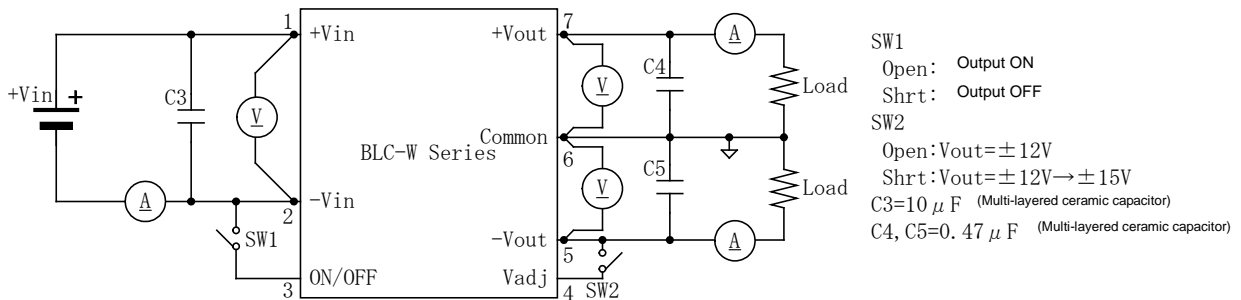 1
+Vin
+Vout
7
A
C4
V
Load
+Vin
+
C3
V
BLC-W Series
Common
6
C5
V
Load
A
2
-Vin
SW1
-Vout
5
A
ON/OFF
3
Vadj
4
SW2
SW1
Open: Output ON
Shrt: Output OFF
SW2
Open:Vout=±12V
Shrt:Vout=±12V→±15V
C3=10μF (Multi-layered ceramic capacitor)
C4,C5=0.47μF (Multi-layered ceramic capacitor)